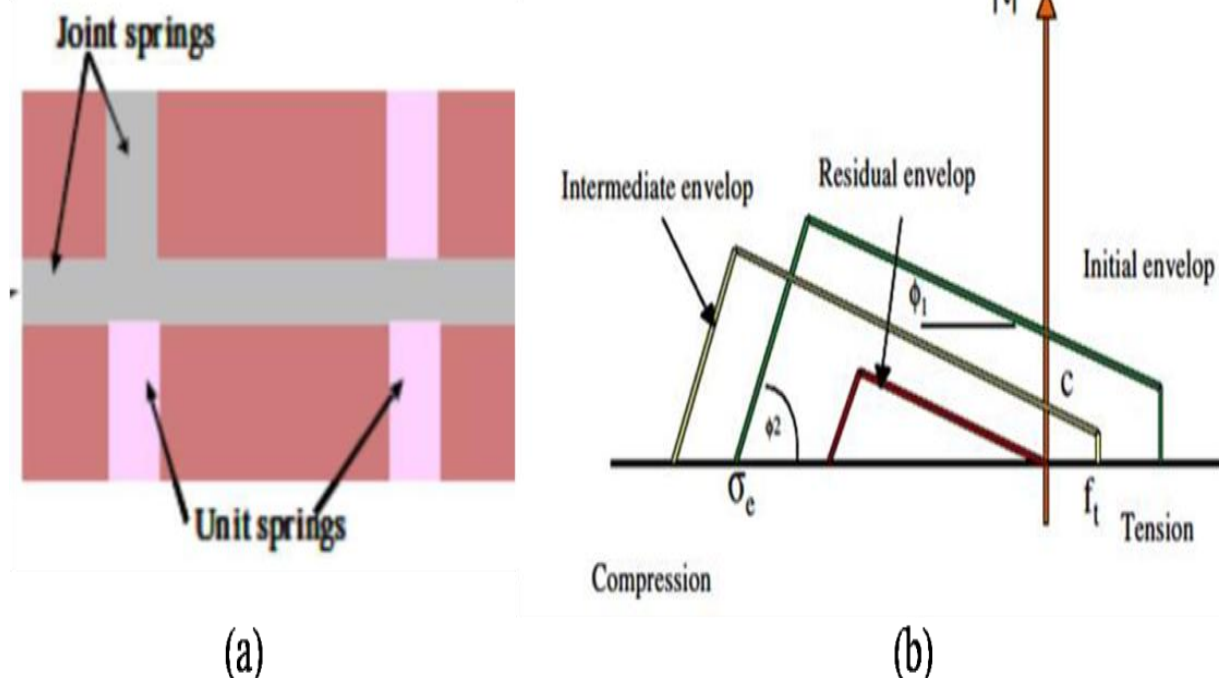 Joint springs
Unit springs
(a)
Intermediate envelop
Residual envelop
Initial envelop
ϕ1
ϕ2
c
σe
ft
Tension
Compression
(b)